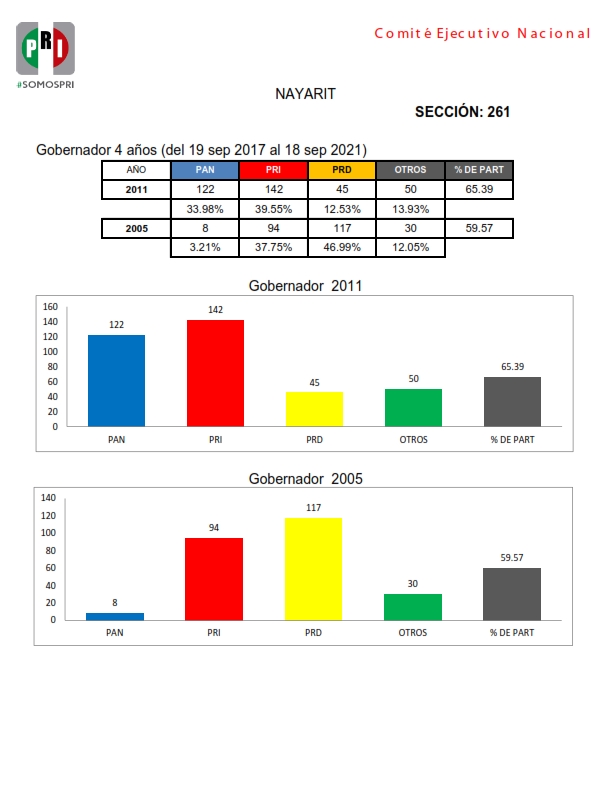 Comité Ejecutivo Nacional
PRI
#SOMOSPRI
NAYARIT
SECCIÓN: 261
Gobernador 4 años (del 19 sep 2017 al 18 sep 2021)
AÑO PAN PRI PRD OTROS % DE PART
2011 122 142 45 50 65.39
33.98% 39.55% 12.53% 13.93%
2005 8 94 117 30 59.57
3.21% 37.75% 46.99% 12.05%
Gobernador 2011
160
140
120
100
80
60
40
20
0
122
142
45
50
65.39
PAN PRI PRD OTROS % DE PART
Gobernador 2005
140
120
100
80
60
40
20
0
8
94
117
30
59.57
PAN PRI PRD OTROS % DE PART